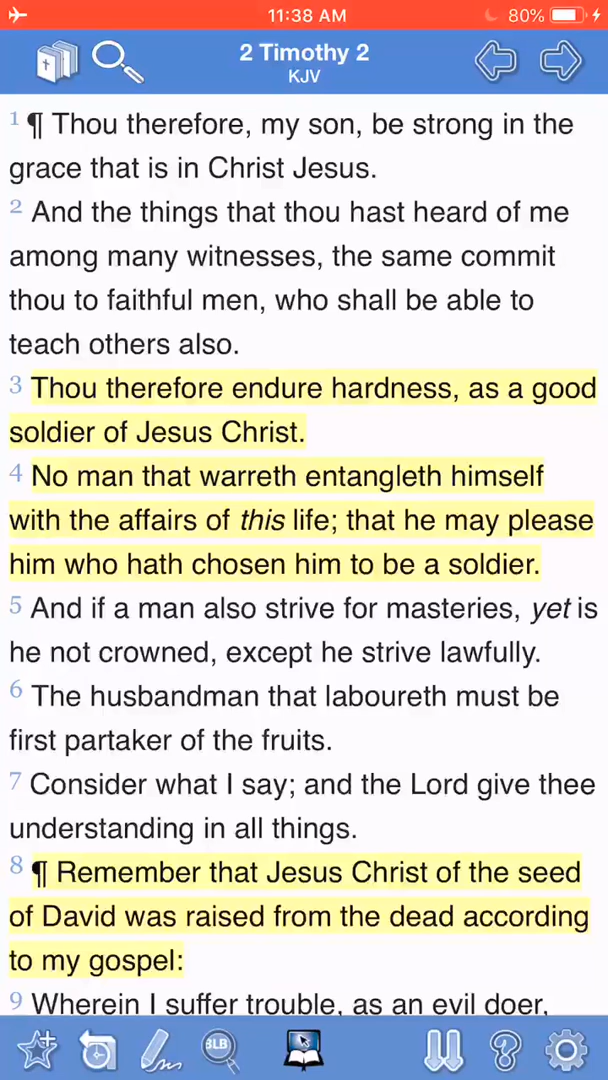 11:38 AM
80%
2 Timothy 2
KJV
1 ¶ Thou therefore, my son, be strong in the
grace that is in Christ Jesus.
2 And the things that thou hast heard of me
among many witnesses, the same commit
thou to faithful men, who shall be able to
teach others also.
3 Thou therefore endure hardness, as a good
soldier of Jesus Christ.
4 No man that warreth entangleth himself
with the affairs of this life; that he may please
him who hath chosen him to be a soldier.
5 And if a man also strive for masteries, yet is
he not crowned, except he strive lawfully.
6 The husbandman that laboureth must be
first partaker of the fruits.
7 Consider what I say; and the Lord give thee
understanding in all things.
8 ¶ Remember that Jesus Christ of the seed
of David was raised from the dead according
to my gospel:
9 Wherein I suffer trouble, as an evil doer,
BLB